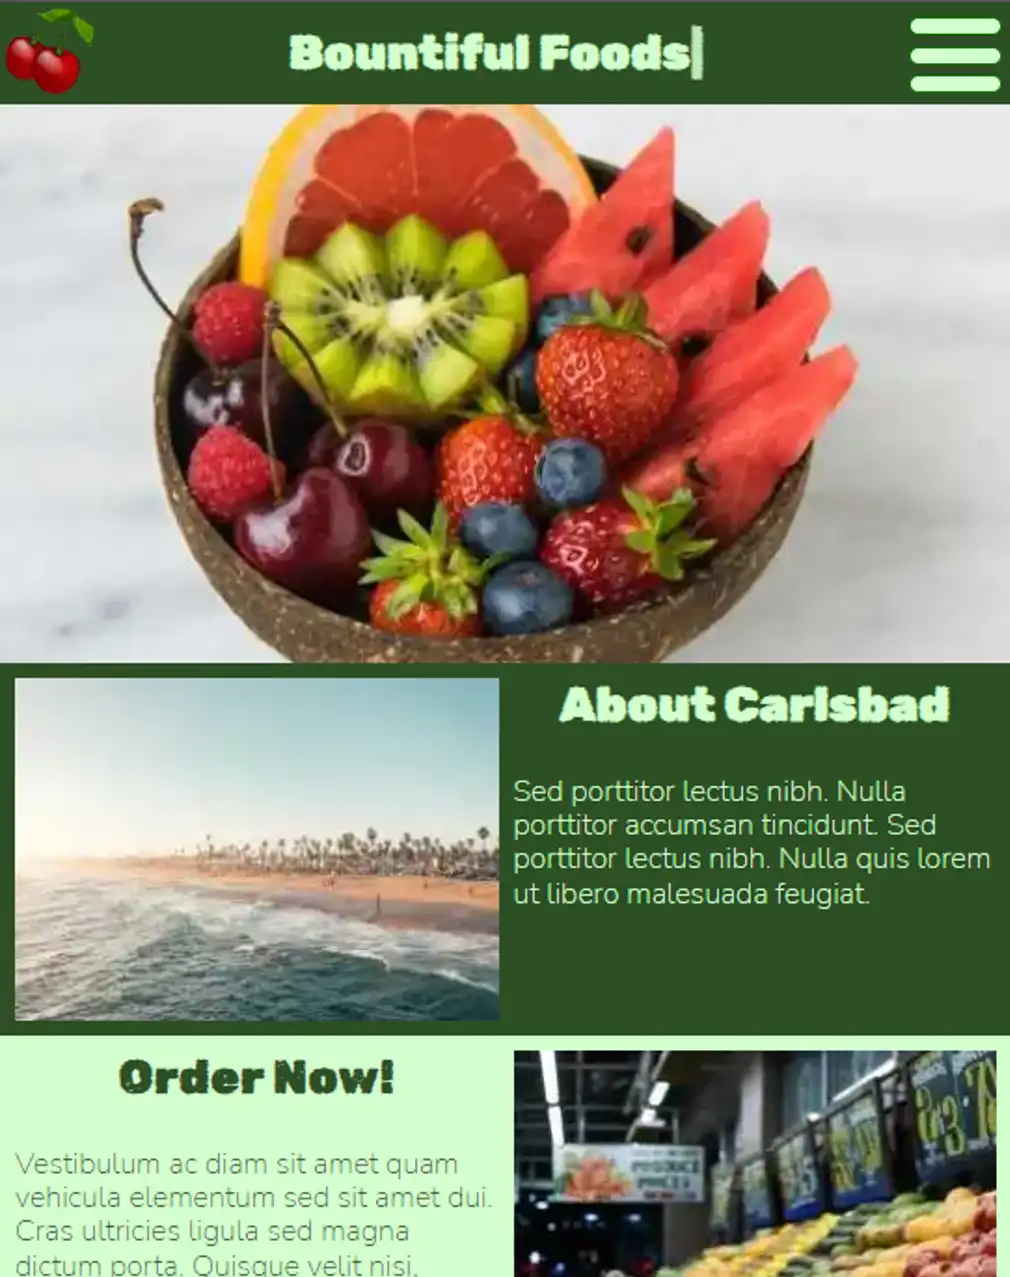 Bountiful Foods
About Carlsbad
Sed porttitor lectus nibh. Nulla
porttitor accumsan tincidunt. Sed
porttitor lectus nibh. Nulla quis lorem
ut libero malesuada feugiat.
Order Now!
Vestibulum ac diam sit amet quam
vehicula elementum sed sit amet dui.
Cras ultricies ligula sed magna
dictum porta. Quisque velit nisi,
PRODUCE
PRICES